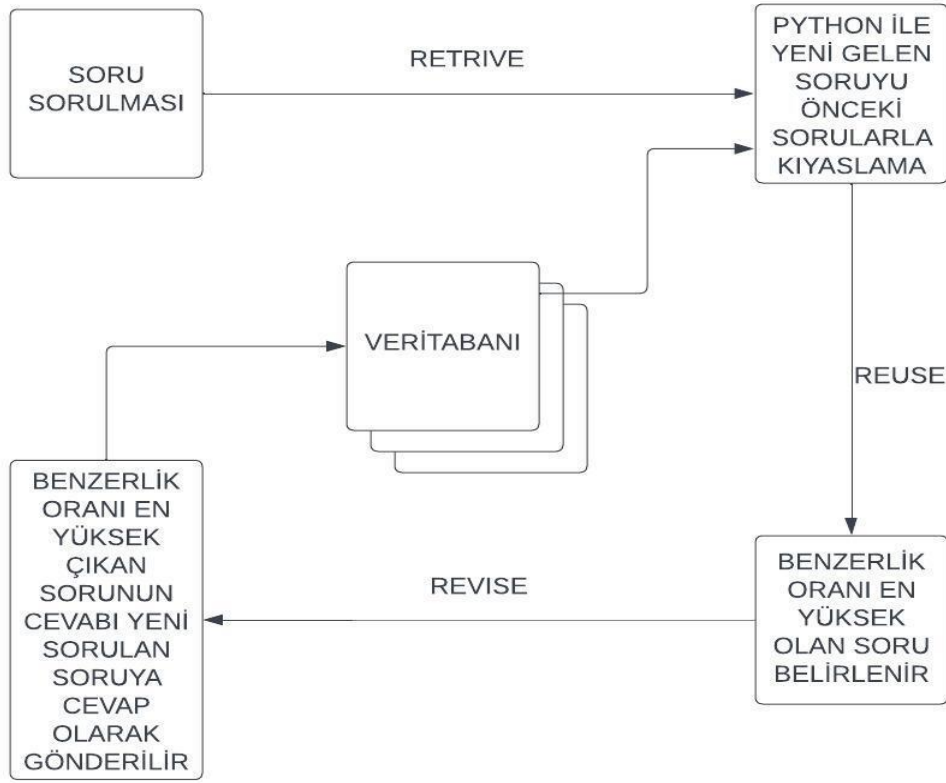 SORU
SORULMASI
RETRIVE
PYTHON İLE
YENİ GELEN
SORUYU
ÖNCEKİ
SORULARLA
KIYASLAMA
VERİTABANI
REUSE
BENZERLİK
ORANI EN
YÜKSEK
OLAN SORU
BELİRLENİR
REVISE
BENZERLİK
ORANI EN
YÜKSEK
ÇIKAN
SORUNUN
CEVABI YENİ
SORULAN
SORUYA
CEVAP
OLARAK
GÖNDERİLİR